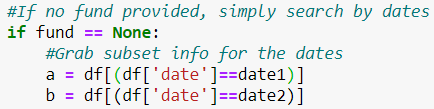 #If no fund provided, simply search by dates
if fund == None:
    #Grab subset info for the dates
    a = df[(df['date']==date1)]
    b = df[(df['date']==date2)]